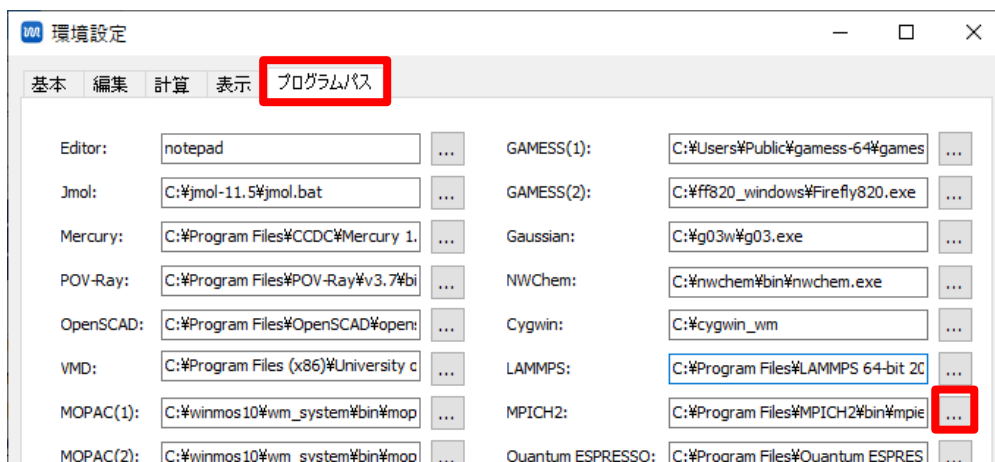 環境設定
基本 編集 計算 表示 プログラムパス
Editor: notepad ... GAMESS(1): C:¥Users¥Public¥gamess-64¥games ...
Jmol: C:¥jmol-11.5¥jmol.bat ... GAMESS(2): C:¥ff820_windows¥Firefly820.exe ...
Mercury: C:¥Program Files¥CCDC¥Mercury 1. ... Gaussian: C:¥g03w¥g03.exe ...
POV-Ray: C:¥Program Files¥POV-Ray¥v3.7¥bi ... NWChem: C:¥nwchem¥bin¥nwchem.exe ...
OpenSCAD: C:¥Program Files¥OpenSCAD¥opens ... Cygwin: C:¥cygwin_wm ...
VMD: C:¥Program Files (x86)¥University o ... LAMMPS: C:¥Program Files¥LAMMPS 64-bit 20 ...
MOPAC(1): C:¥winmos10¥wm_system¥bin¥mop ... MPICH2: C:¥Program Files¥MPICH2¥bin¥mpie ...
MOPAC(2): C:¥winmos10¥wm_system¥bin¥mop ... Quantum ESPRESSO: C:¥Program Files¥Quantum ESPRES ...